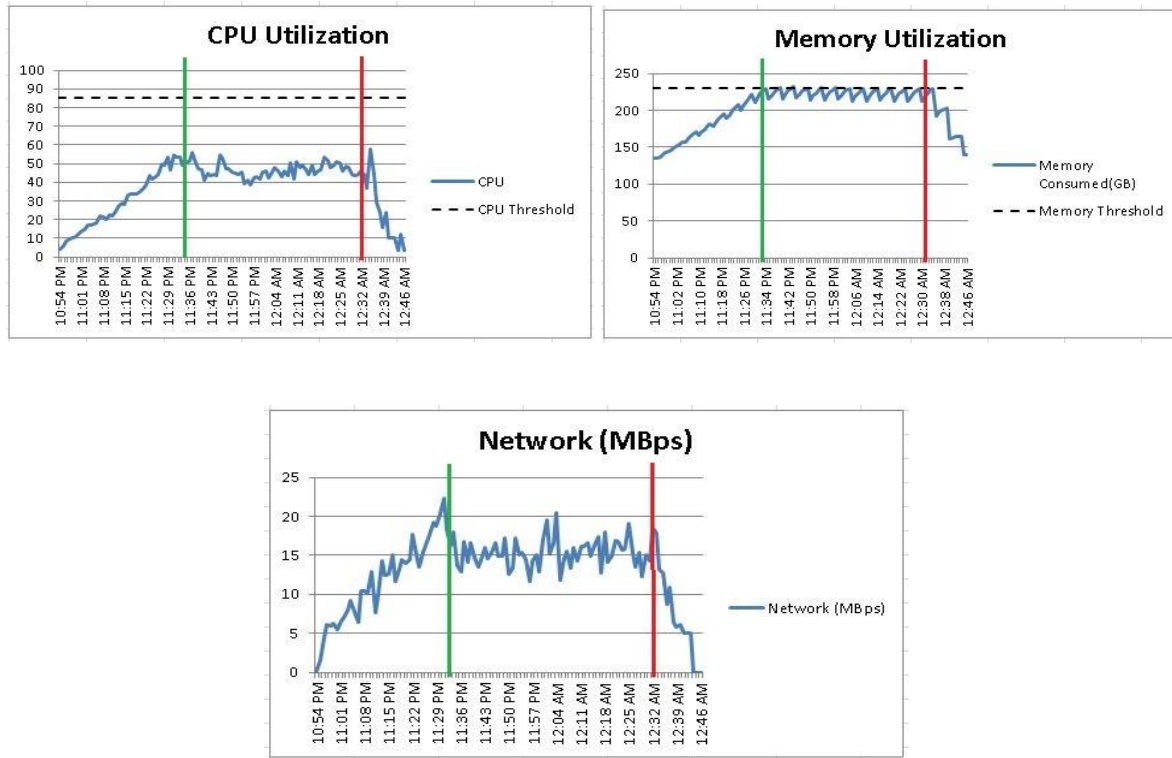 CPU Utilization
100
90
80
70
60
50
40
30
20
10
0
10:54 PM
11:01 PM
11:08 PM
11:15 PM
11:22 PM
11:29 PM
11:36 PM
11:43 PM
11:50 PM
11:57 PM
12:04 AM
12:11 AM
12:18 AM
12:25 AM
12:32 AM
12:39 AM
12:46 AM
CPU
CPU Threshold
Memory Utilization
250
200
150
100
50
0
10:54 PM
11:02 PM
11:10 PM
11:18 PM
11:26 PM
11:34 PM
11:42 PM
11:50 PM
11:58 PM
12:06 AM
12:14 AM
12:22 AM
12:30 AM
12:38 AM
12:46 AM
Memory
Consumed(GB)
Memory Threshold
Network (MBps)
25
20
15
10
5
0
10:54 PM
11:01 PM
11:08 PM
11:15 PM
11:22 PM
11:29 PM
11:36 PM
11:43 PM
11:50 PM
11:57 PM
12:04 AM
12:11 AM
12:18 AM
12:25 AM
12:32 AM
12:39 AM
12:46 AM
Network (MBps)